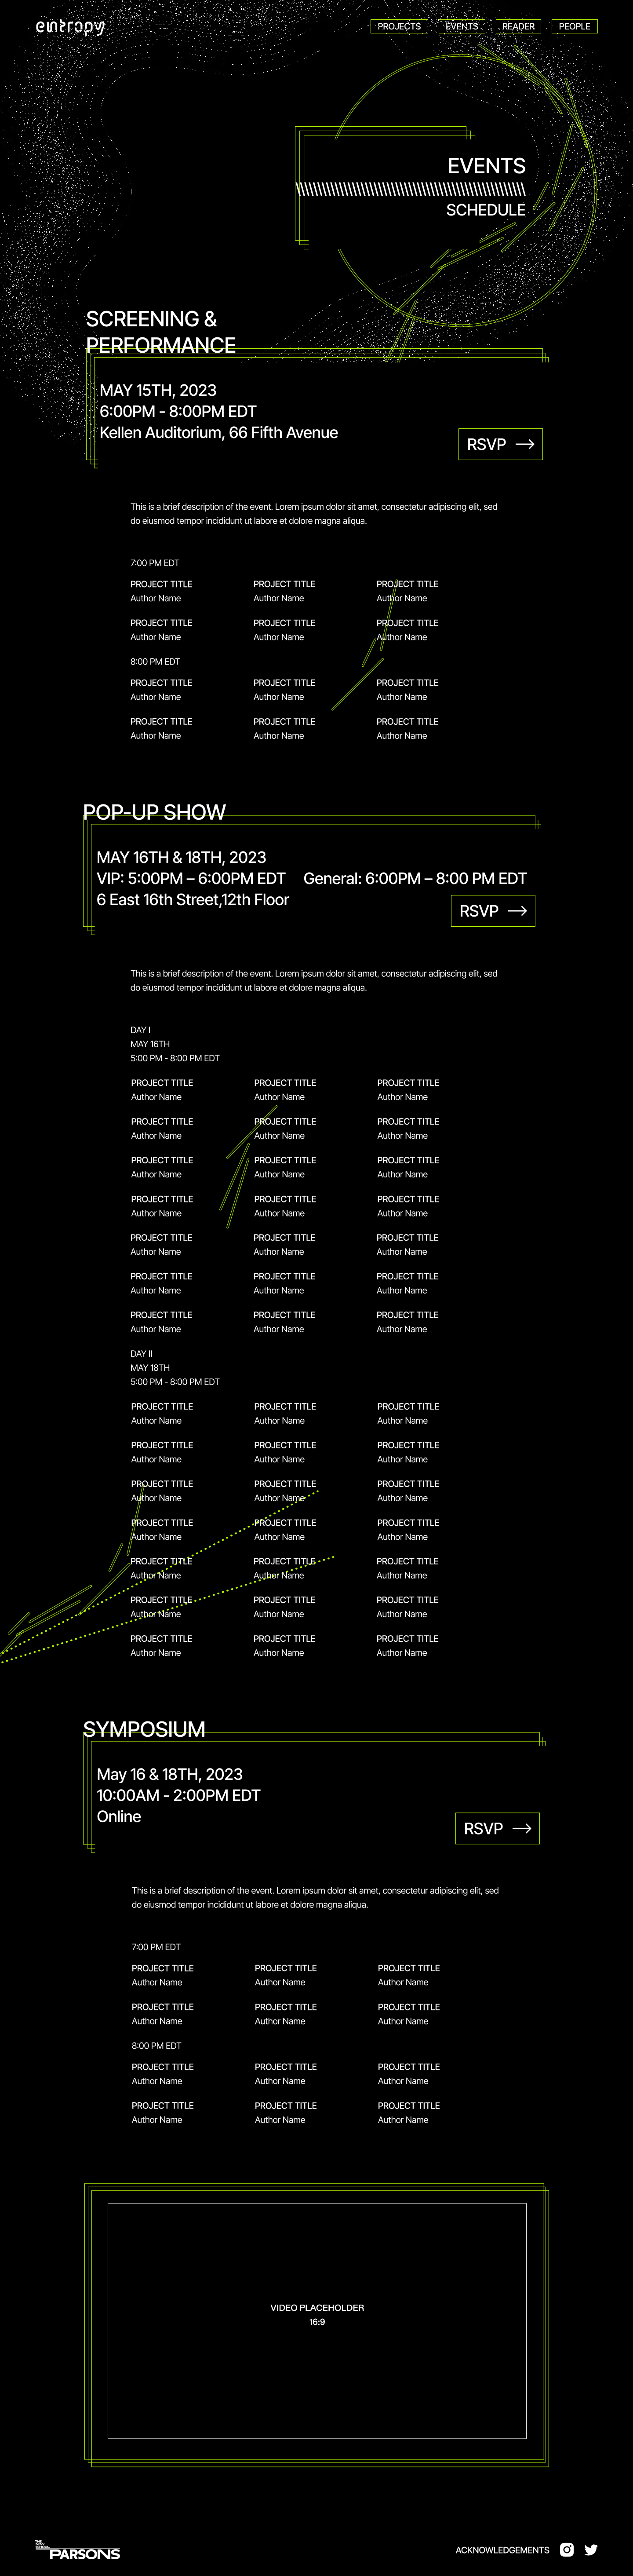 entropy
PROJECTS EVENTS READER PEOPLE
EVENTS
SCHEDULE
SCREENING &
PERFORMANCE
MAY 15TH, 2023
6:00PM - 8:00PM EDT
Kellen Auditorium, 66 Fifth Avenue
RSVP
This is a brief description of the event. Lorem ipsum dolor sit amet, consectetur adipiscing elit, sed
do eiusmod tempor incididunt ut labore et dolore magna aliqua.
7:00 PM EDT
PROJECT TITLE PROJECT TITLE PROJECT TITLE
Author Name Author Name Author Name
PROJECT TITLE PROJECT TITLE PROJECT TITLE
Author Name Author Name Author Name
8:00 PM EDT
PROJECT TITLE PROJECT TITLE PROJECT TITLE
Author Name Author Name Author Name
PROJECT TITLE PROJECT TITLE PROJECT TITLE
Author Name Author Name Author Name
POP-UP SHOW
MAY 16TH & 18TH, 2023
VIP: 5:00PM – 6:00PM EDT General: 6:00PM – 8:00 PM EDT
6 East 16th Street,12th Floor
RSVP
This is a brief description of the event. Lorem ipsum dolor sit amet, consectetur adipiscing elit, sed
do eiusmod tempor incididunt ut labore et dolore magna aliqua.
DAY I
MAY 16TH
5:00 PM - 8:00 PM EDT
PROJECT TITLE PROJECT TITLE PROJECT TITLE
Author Name Author Name Author Name
PROJECT TITLE PROJECT TITLE PROJECT TITLE
Author Name Author Name Author Name
PROJECT TITLE PROJECT TITLE PROJECT TITLE
Author Name Author Name Author Name
PROJECT TITLE PROJECT TITLE PROJECT TITLE
Author Name Author Name Author Name
PROJECT TITLE PROJECT TITLE PROJECT TITLE
Author Name Author Name Author Name
PROJECT TITLE PROJECT TITLE PROJECT TITLE
Author Name Author Name Author Name
PROJECT TITLE PROJECT TITLE PROJECT TITLE
Author Name Author Name Author Name
DAY II
MAY 18TH
5:00 PM - 8:00 PM EDT
PROJECT TITLE PROJECT TITLE PROJECT TITLE
Author Name Author Name Author Name
PROJECT TITLE PROJECT TITLE PROJECT TITLE
Author Name Author Name Author Name
PROJECT TITLE PROJECT TITLE PROJECT TITLE
Author Name Author Name Author Name
PROJECT TITLE PROJECT TITLE PROJECT TITLE
Author Name Author Name Author Name
PROJECT TITLE PROJECT TITLE PROJECT TITLE
Author Name Author Name Author Name
PROJECT TITLE PROJECT TITLE PROJECT TITLE
Author Name Author Name Author Name
PROJECT TITLE PROJECT TITLE PROJECT TITLE
Author Name Author Name Author Name
SYMPOSIUM
May 16 & 18TH, 2023
10:00AM - 2:00PM EDT
Online
RSVP
This is a brief description of the event. Lorem ipsum dolor sit amet, consectetur adipiscing elit, sed
do eiusmod tempor incididunt ut labore et dolore magna aliqua.
7:00 PM EDT
PROJECT TITLE PROJECT TITLE PROJECT TITLE
Author Name Author Name Author Name
PROJECT TITLE PROJECT TITLE PROJECT TITLE
Author Name Author Name Author Name
8:00 PM EDT
PROJECT TITLE PROJECT TITLE PROJECT TITLE
Author Name Author Name Author Name
PROJECT TITLE PROJECT TITLE PROJECT TITLE
Author Name Author Name Author Name
VIDEO PLACEHOLDER
16:9
THE
NEW
SCHOOL
PARSONS
ACKNOWLEDGEMENTS